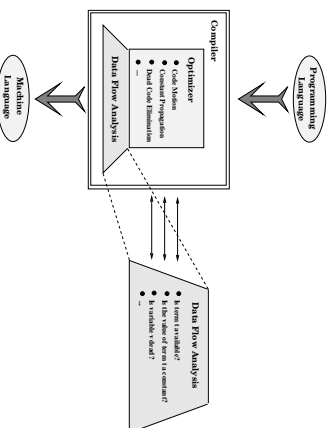 Programming
Language
Compiler
Optimizer
● Code Motion
● Constant Propagation
● Dead Code Elimination
● ...
Data Flow Analysis
Machine
Language
Data Flow Analysis
● Is term t available?
● Is the value of term t a constant?
● Is variable v dead?
● ...